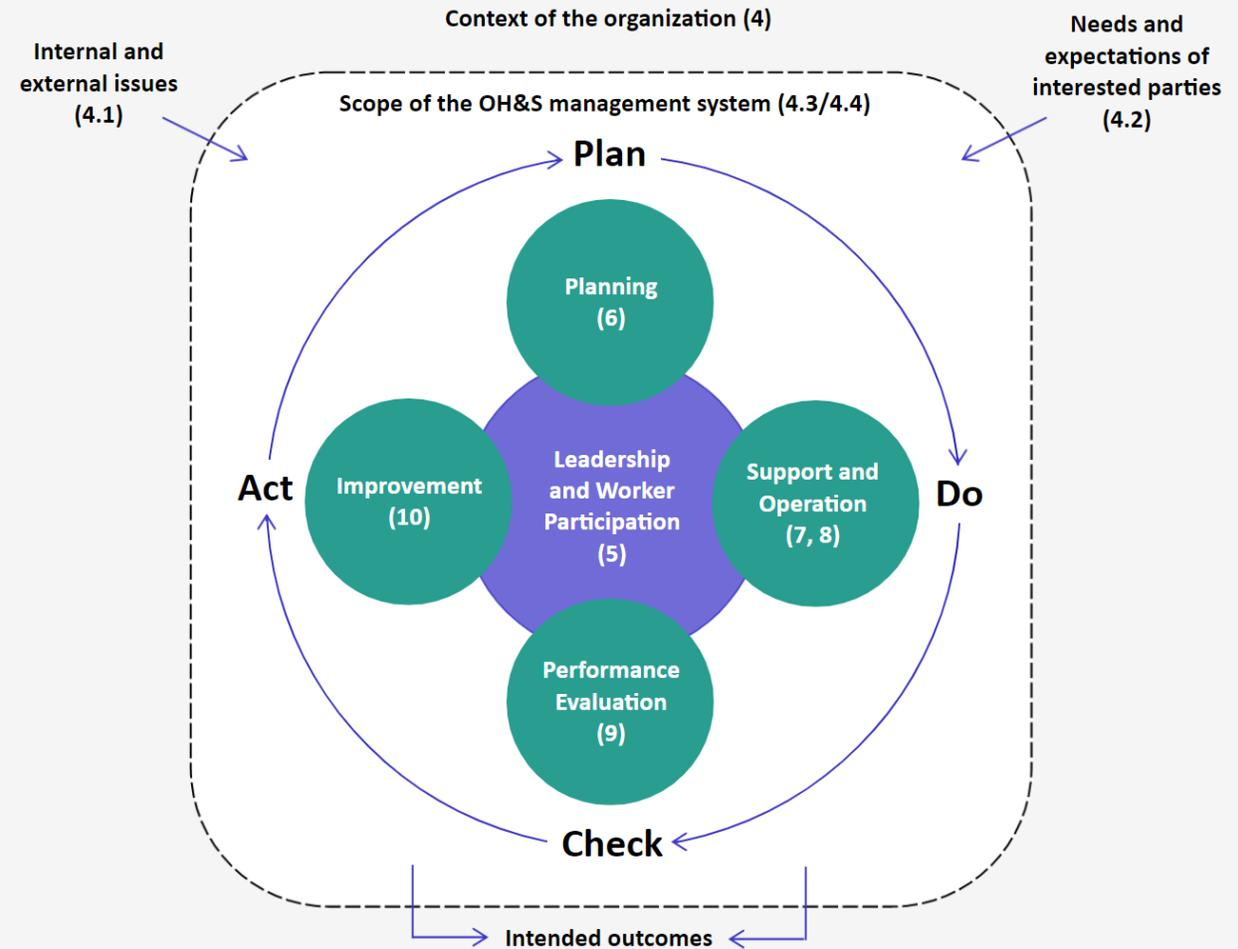 Context of the organization (4)
Internal and
external issues
(4.1)
Needs and
expectations of
interested parties
(4.2)
Scope of the OH&S management system (4.3/4.4)
Plan
Planning
(6)
Act
Improvement
(10)
Leadership
and Worker
Participation
(5)
Support and
Operation
(7, 8)
Do
Performance
Evaluation
(9)
Check
Intended outcomes